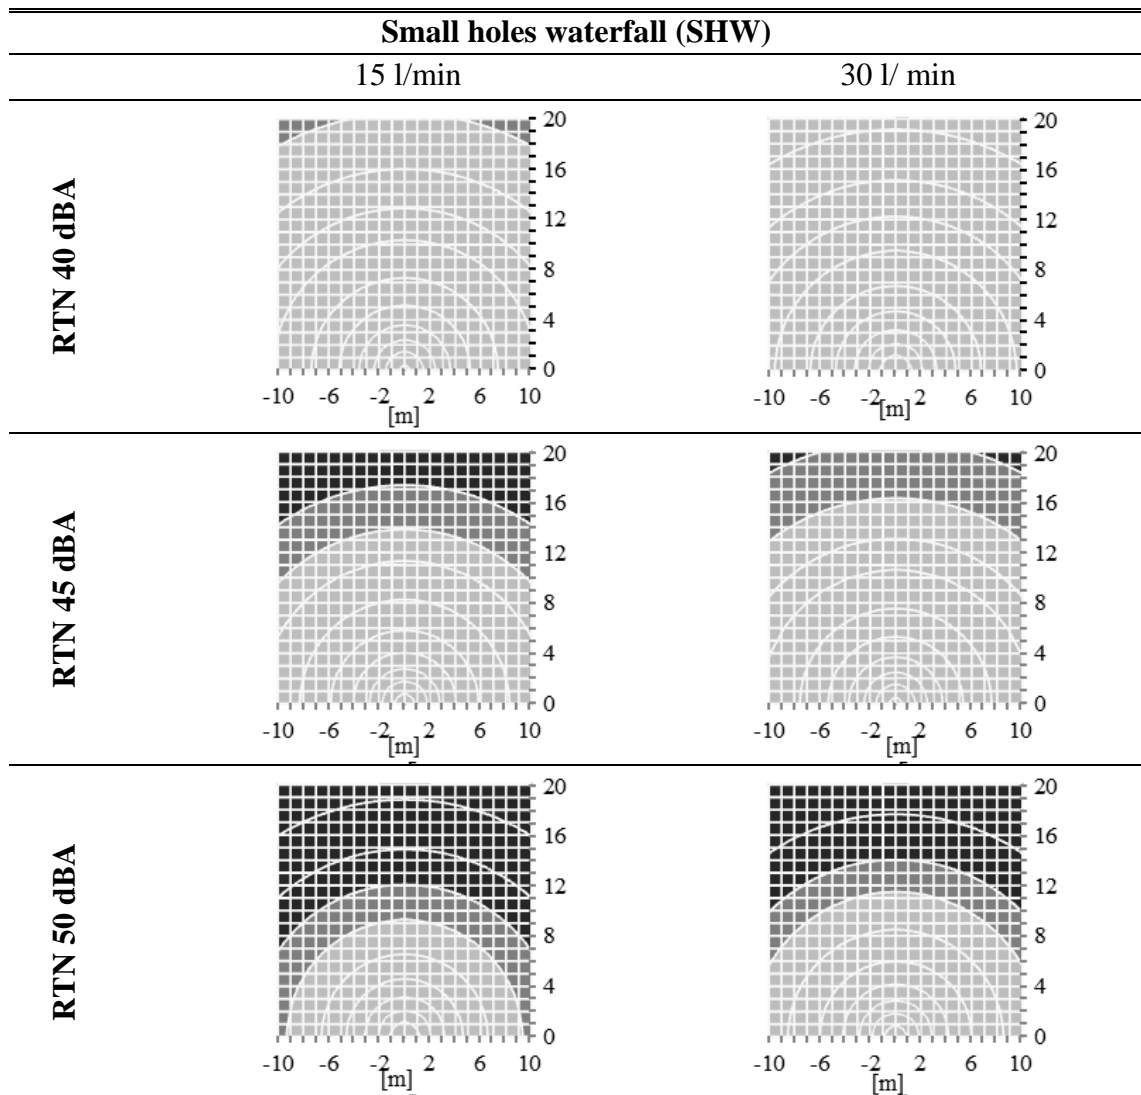 Small holes waterfall (SHW)
15 l/min 30 l/ min
RTN 40 dBA
20 20
16 16
12 12
8 8
4 4
0 0
-10 -6 -2 2 6 10 -10 -6 -2 2 6 10
[m] [m]
RTN 45 dBA
20 20
16 16
12 12
8 8
4 4
0 0
-10 -6 -2 2 6 10 -10 -6 -2 2 6 10
[m] [m]
RTN 50 dBA
20 20
16 16
12 12
8 8
4 4
0 0
-10 -6 -2 2 6 10 -10 -6 -2 2 6 10
[m] [m]